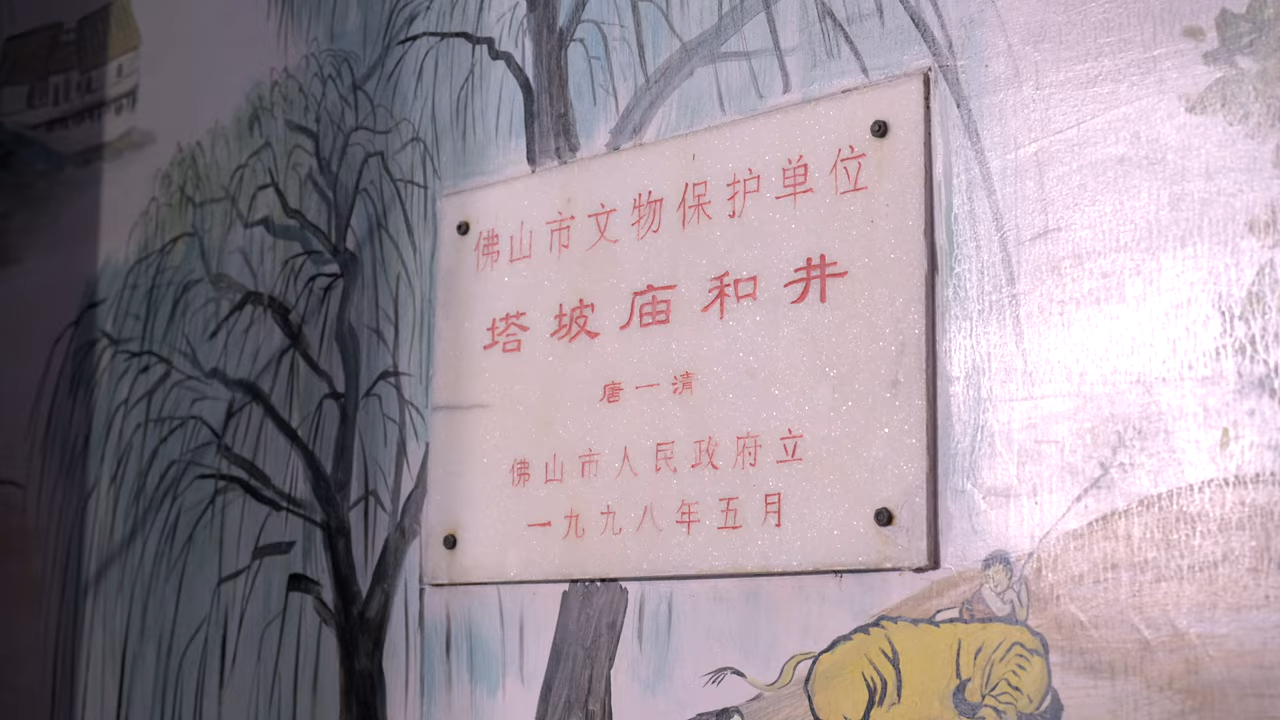 佛山市文物保护单位
塔坡庙和井
唐一清
佛山市人民政府立
一九九八年五月